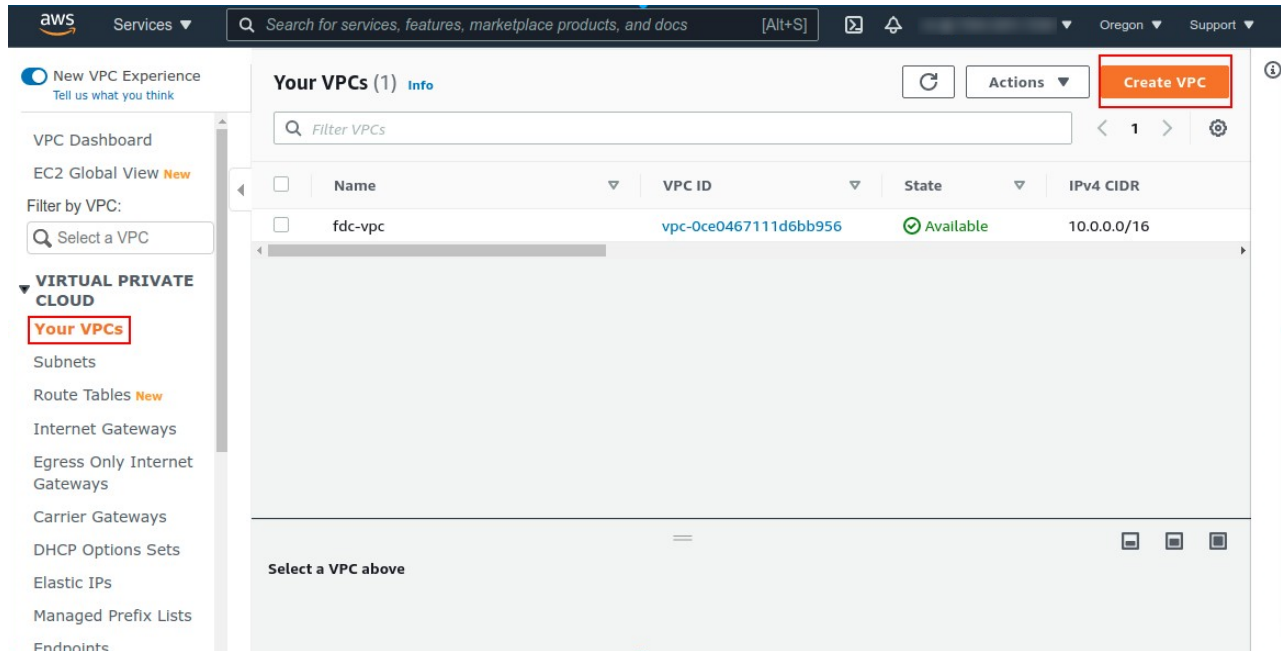 aws
Services ▼
Search for services, features, marketplace products, and docs [Alt+S]
Oregon ▼
Support ▼
New VPC Experience
Tell us what you think
VPC Dashboard
EC2 Global View New
Filter by VPC:
Select a VPC
VIRTUAL PRIVATE
CLOUD
Your VPCs
Subnets
Route Tables New
Internet Gateways
Egress Only Internet
Gateways
Carrier Gateways
DHCP Options Sets
Elastic IPs
Managed Prefix Lists
Endpoints
Your VPCs (1) Info
Actions ▼
Create VPC
Filter VPCs
1
Name VPC ID State IPv4 CIDR
fdc-vpc vpc-0ce0467111d6bb956 Available 10.0.0.0/16
Select a VPC above